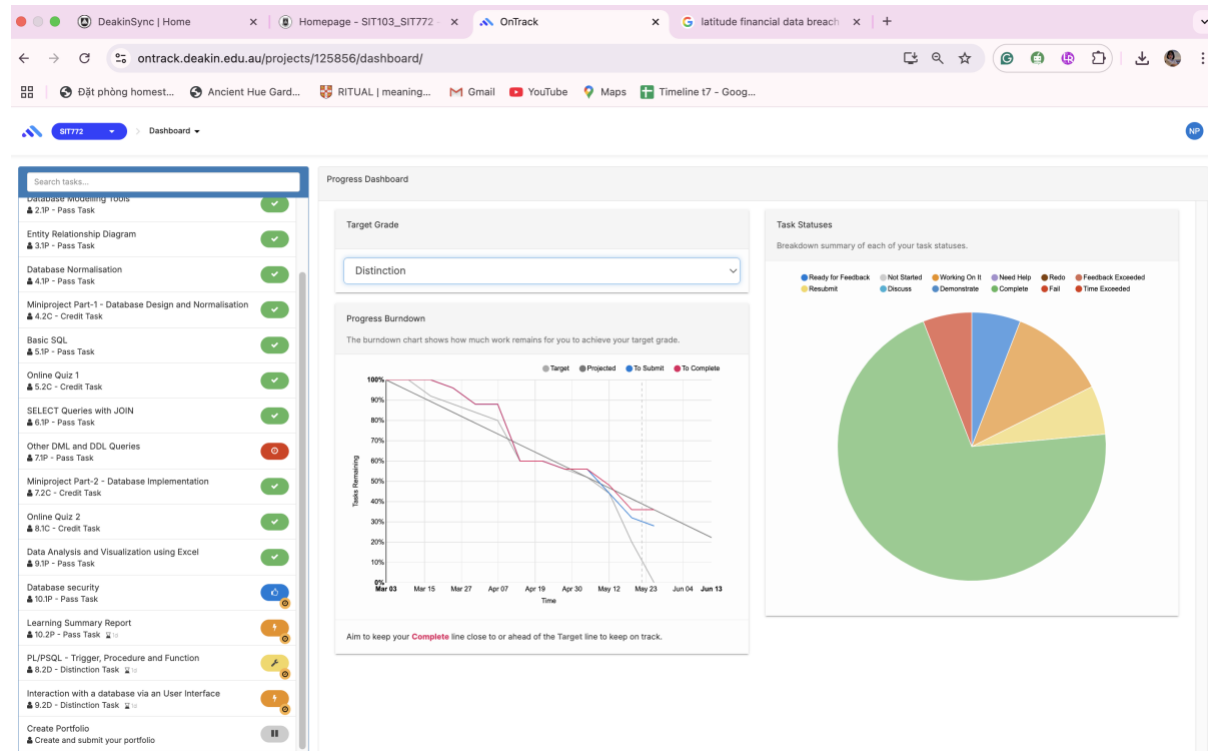 DeakinSync | Home
Homepage - SIT103_SIT772 -
OnTrack
latitude financial data breach
ontrack.deakin.edu.au/projects/125856/dashboard/
Đặt phòng homest...
Ancient Hue Gard...
RITUAL | meaning...
Gmail
YouTube
Maps
Timeline t7 - Goog...
SIT772
Dashboard
NP
Search tasks...
Database Modelling Tools
2.1P - Pass Task
Entity Relationship Diagram
3.1P - Pass Task
Database Normalisation
4.1P - Pass Task
Miniproject Part-1 - Database Design and Normalisation
4.2C - Credit Task
Basic SQL
5.1P - Pass Task
Online Quiz 1
5.2C - Credit Task
SELECT Queries with JOIN
6.1P - Pass Task
Other DML and DDL Queries
7.1P - Pass Task
Miniproject Part-2 - Database Implementation
7.2C - Credit Task
Online Quiz 2
8.1C - Credit Task
Data Analysis and Visualization using Excel
9.1P - Pass Task
Database security
10.1P - Pass Task
Learning Summary Report
10.2P - Pass Task 1d
PL/PSQL - Trigger, Procedure and Function
8.2D - Distinction Task 1d
Interaction with a database via an User Interface
9.2D - Distinction Task 1d
Create Portfolio
Create and submit your portfolio
Progress Dashboard
Target Grade
Distinction
Progress Burndown
The burndown chart shows how much work remains for you to achieve your target grade.
Target Projected To Submit To Complete
100%
90%
80%
70%
60%
50%
40%
30%
20%
10%
0%
Tasks Remaining
Mar 03 Mar 15 Mar 27 Apr 07 Apr 19 Apr 30 May 12 May 23 Jun 04 Jun 13
Time
Aim to keep your Complete line close to or ahead of the Target line to keep on track.
Task Statuses
Breakdown summary of each of your task statuses.
Ready for Feedback Not Started Working On It Need Help Redo Feedback Exceeded
Resubmit Discuss Demonstrate Complete Fail Time Exceeded